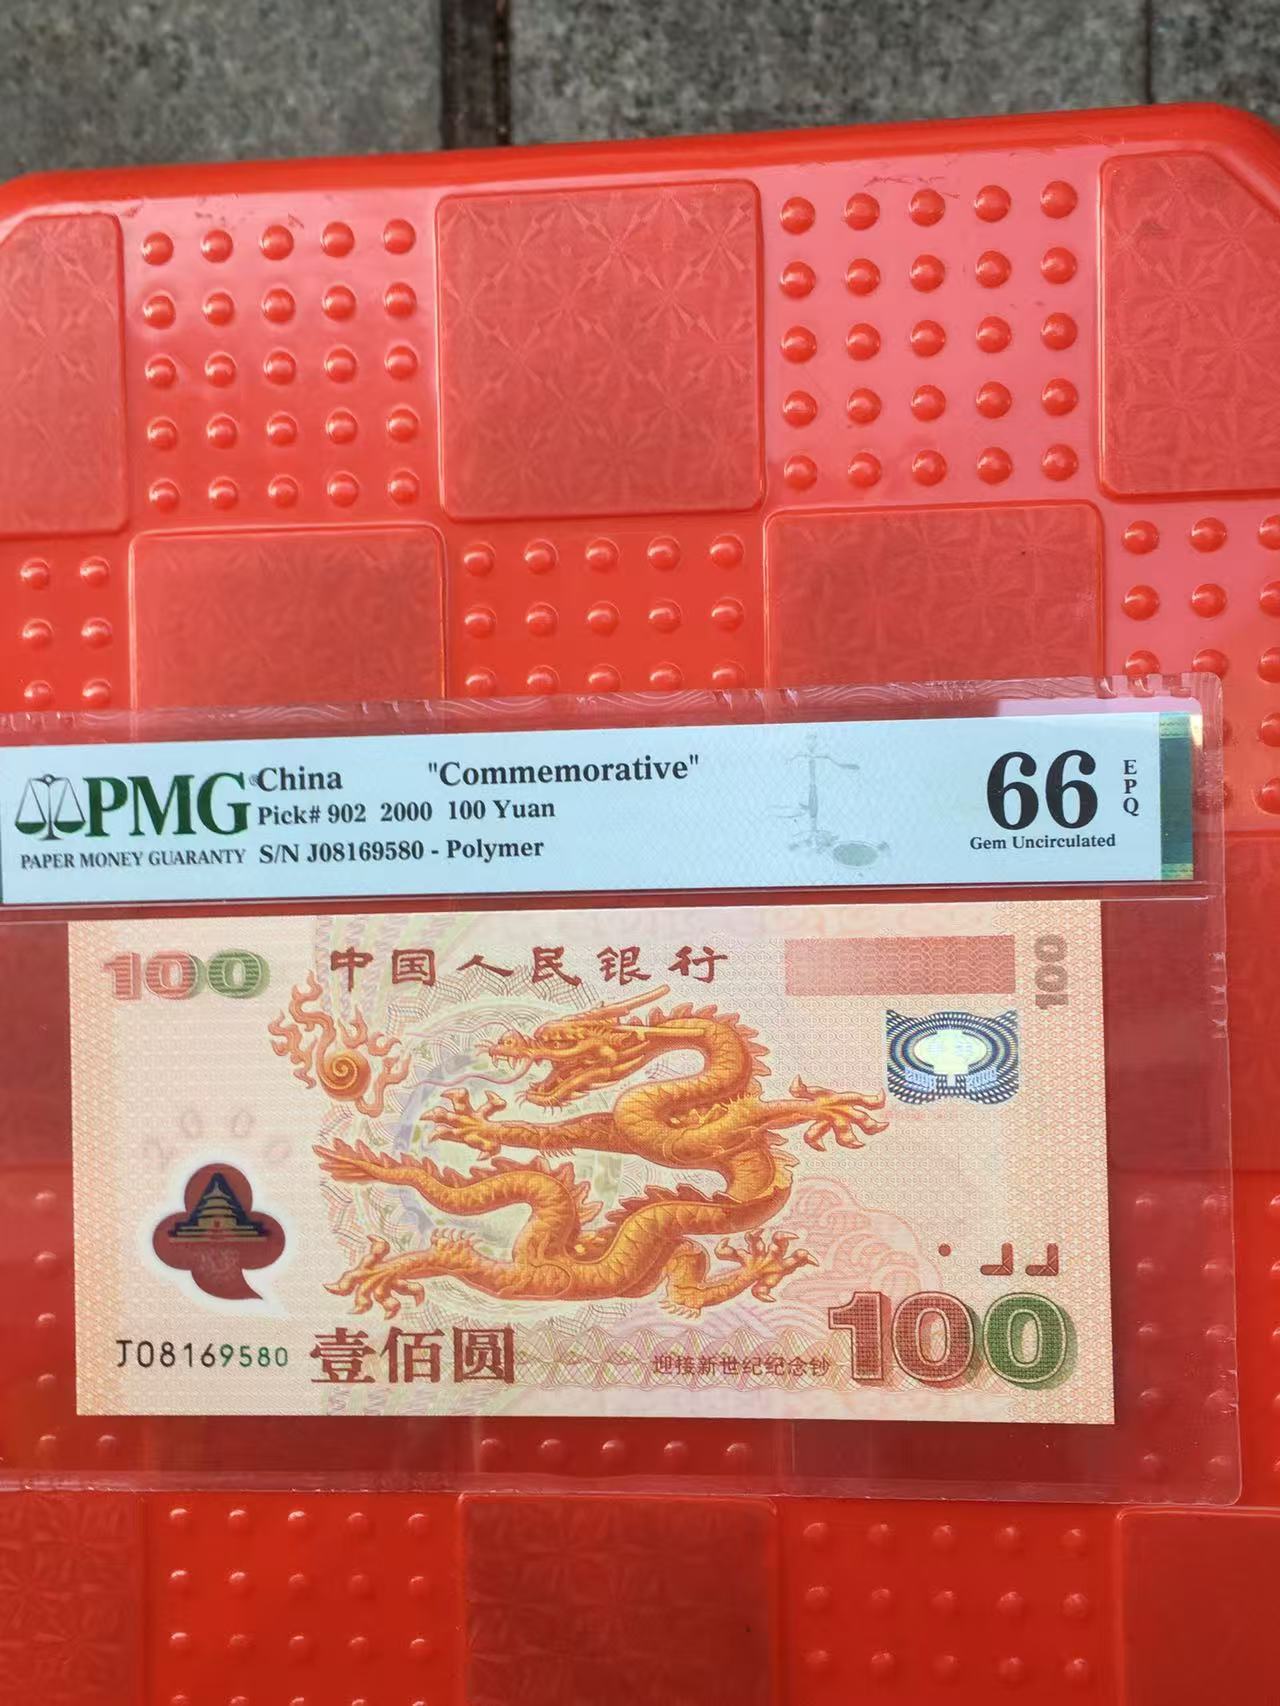 PMG
PAPER MONEY GUARANTY
China "Commemorative"
Pick# 902 2000 100 Yuan
S/N J08169580 - Polymer
66
EPQ
Gem Uncirculated
100
中国人民银行
100
J08169580
壹佰圆
迎接新世纪纪念钞
100